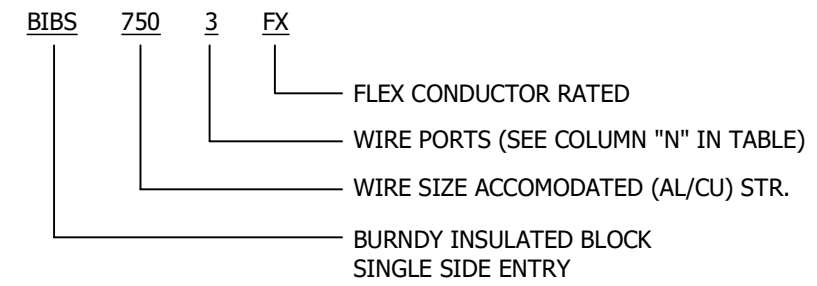 BIBS 750 3 FX
FLEX CONDUCTOR RATED
WIRE PORTS (SEE COLUMN "N" IN TABLE)
WIRE SIZE ACCOMODATED (AL/CU) STR.
BURNDY INSULATED BLOCK
SINGLE SIDE ENTRY